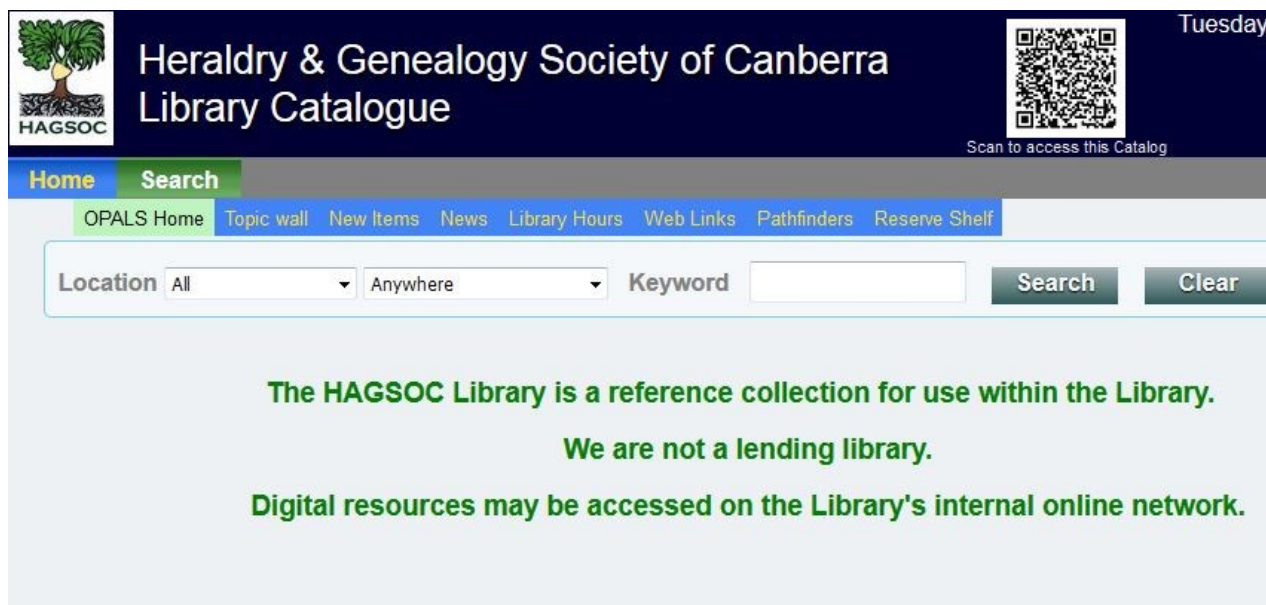 Tuesday
Heraldry & Genealogy Society of Canberra
Library Catalogue
HAGSOC
Scan to access this Catalog
Home Search
OPALS Home Topic wall New Items News Library Hours Web Links Pathfinders Reserve Shelf
Location All Anywhere Keyword Search Clear
The HAGSOC Library is a reference collection for use within the Library.
We are not a lending library.
Digital resources may be accessed on the Library's internal online network.